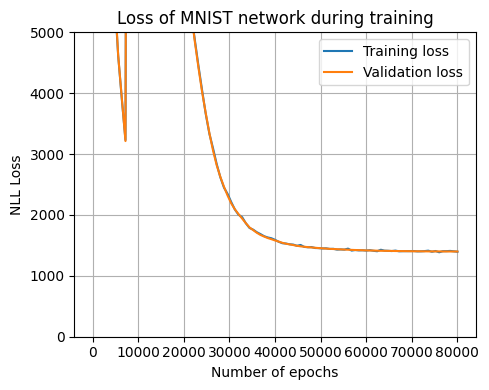 Loss of MNIST network during training
Training loss
Validation loss
5000
4000
3000
2000
1000
0
NLL Loss
0 10000 20000 30000 40000 50000 60000 70000 80000
Number of epochs